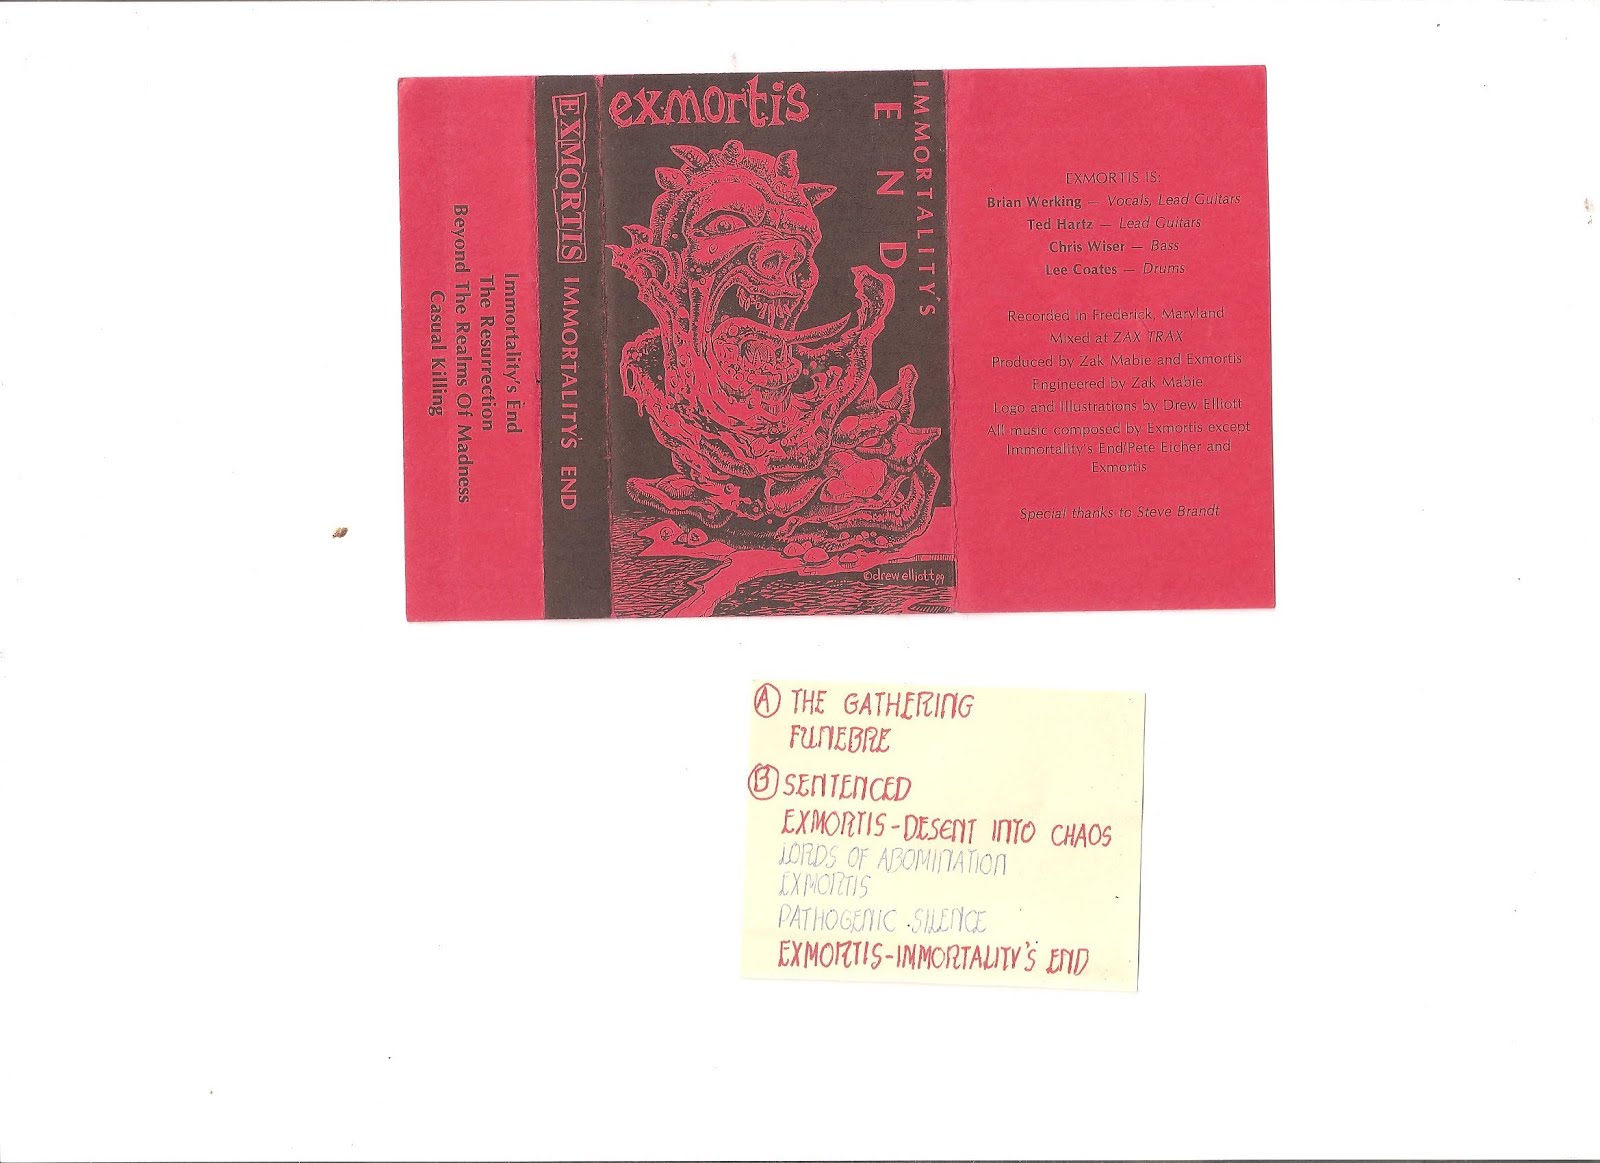 Immortality's End
The Resurrection
Beyond The Realms Of Madness
Casual Killing
EXMORTIS IMMORTALITY'S END
exmortis
IMMORTALITY'S
END
©drew elliott 89
EXMORTIS IS:
Brian Werking — Vocals, Lead Guitars
Ted Hartz — Lead Guitars
Chris Wiser — Bass
Lee Coates — Drums
Recorded in Frederick, Maryland
Mixed at ZAX TRAX
Produced by Zak Mabie and Exmortis
Engineered by Zak Mabie
Logo and Illustrations by Drew Elliott
All music composed by Exmortis except
Immortality's End/Pete Eicher and
Exmortis
Special thanks to Steve Brandt
A THE GATHERING
FUNEBRE
B SENTENCED
EXMORTIS-DESENT INTO CHAOS
LORDS OF ABOMINATION
EXMORTIS
PATHOGENIC SILENCE
EXMORTIS-IMMORTALITY'S END